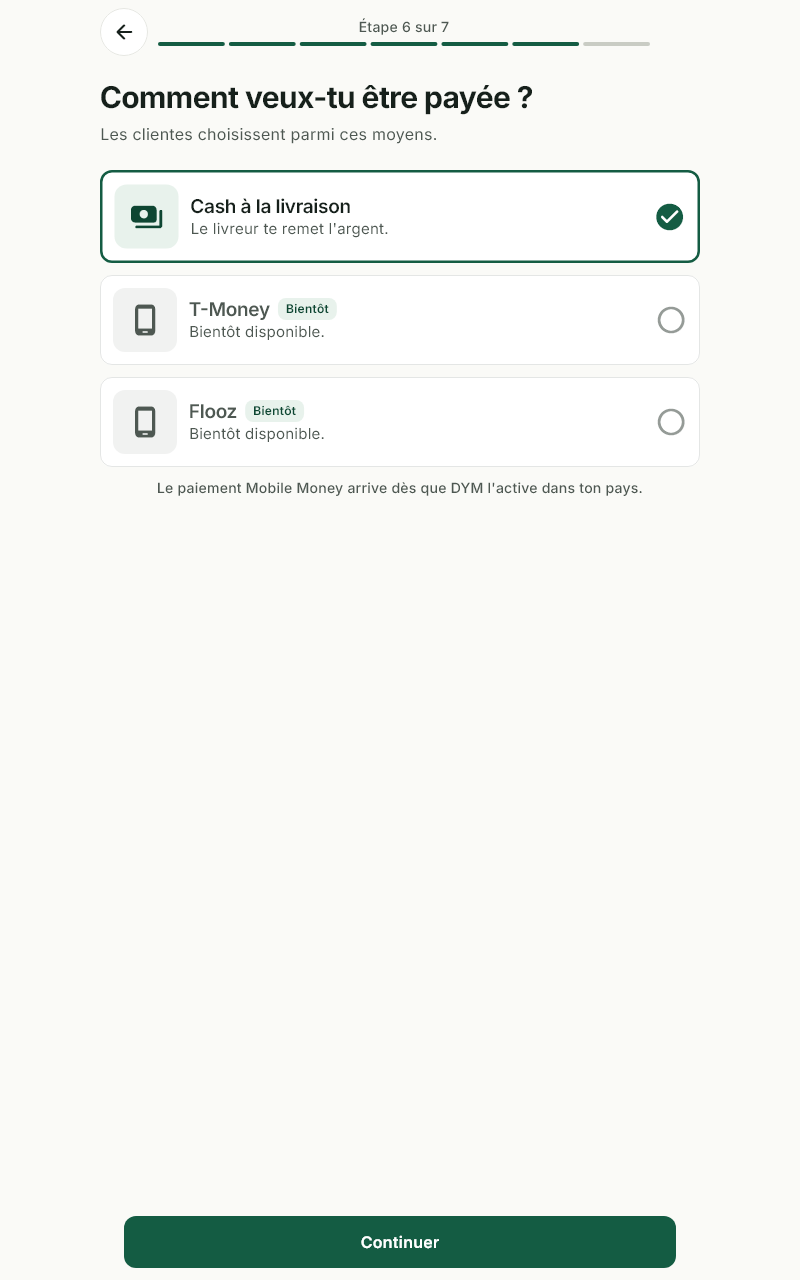 Étape 6 sur 7
Comment veux-tu être payée ?
Les clientes choisissent parmi ces moyens.
Cash à la livraison
Le livreur te remet l'argent.
T-Money Bientôt
Bientôt disponible.
Flooz Bientôt
Bientôt disponible.
Le paiement Mobile Money arrive dès que DYM l'active dans ton pays.
Continuer